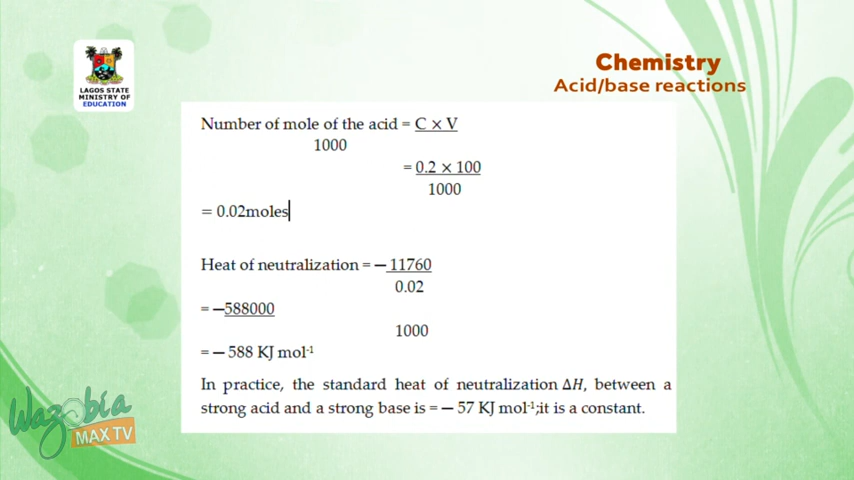 LAGOS STATE
MINISTRY OF
EDUCATION
Chemistry
Acid/base reactions
Number of mole of the acid = C × V
1000
= 0.2 × 100
1000
= 0.02moles
Heat of neutralization = − 11760
0.02
= −588000
1000
= − 588 KJ mol⁻¹
In practice, the standard heat of neutralization ΔH, between a
strong acid and a strong base is = − 57 KJ mol⁻¹;it is a constant.
Wazobia
MAX TV